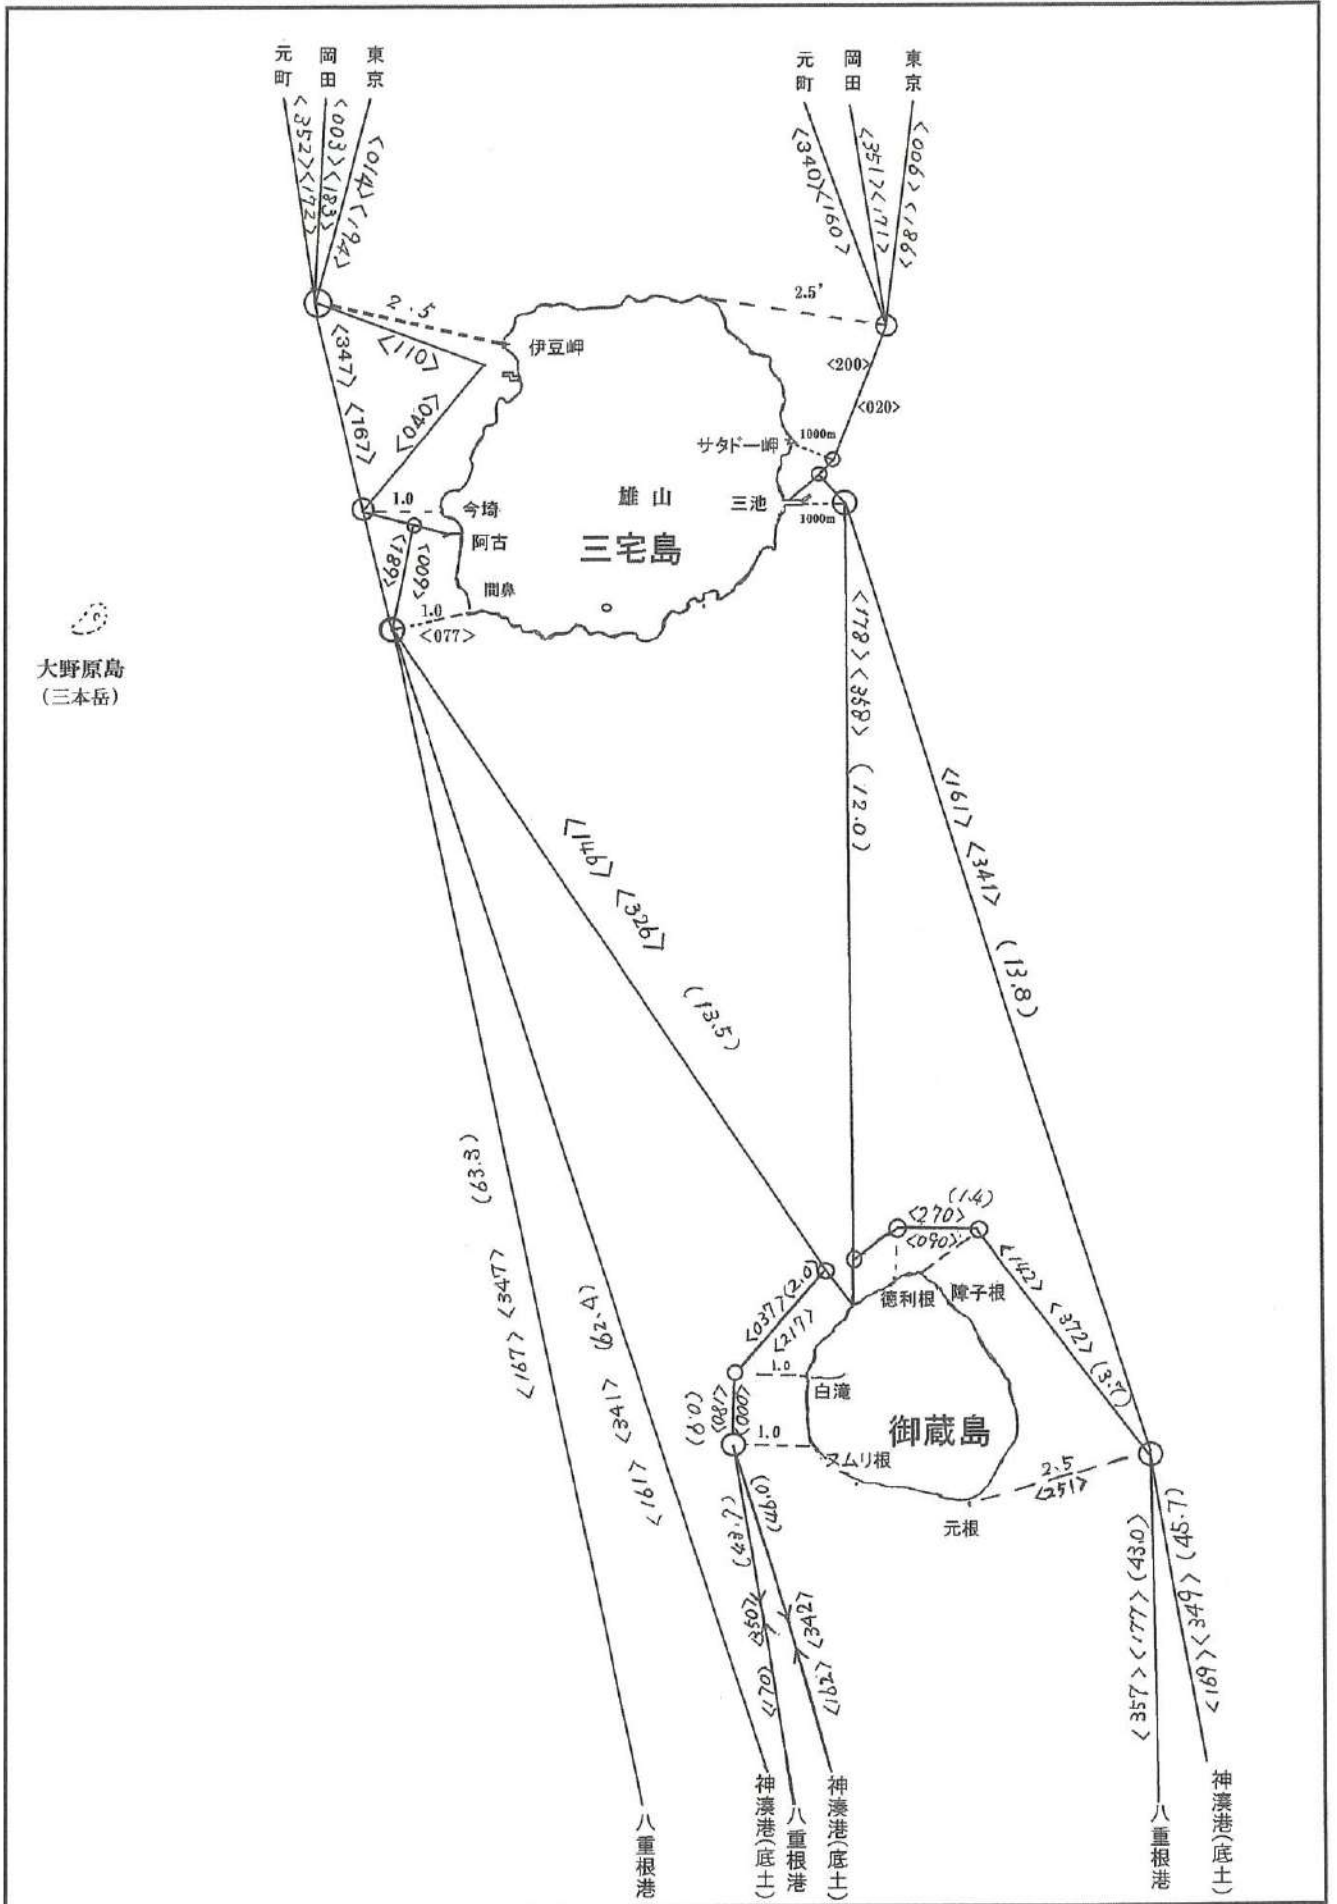 元町
岡田
東京
<352><172>
<003><183>
<014><194>
元町
岡田
東京
<340><160>
<351><171>
<006><186>
2.5
2.5'
伊豆岬
<347><167>
<011>
<040>
<200>
<020>
サタドー岬
1000m
雄山
三池
1000m
三宅島
1.0
今埼
阿古
<189>
<009>
間鼻
1.0
<077>
大野原島
(三本岳)
<178><358>(12.0)
<161><341>(13.8)
<146><326>(13.5)
(63.3)
<167><347>
(62.4)
<161><341>
(1.4)
<270>
<090>
徳利根
障子根
<142><372>(3.7)
<037>(2.0)
<217>
1.0
白滝
<180>
<000>
1.0
ヌムリ根
御蔵島
2.5
<251>
元根
(46.0)
<350>
<170>
<342>
<162>
<357><177>(43.0)
<169><349>(45.7)
八重根港
神湊港(底土)
八重根港
神湊港(底土)
八重根港
神湊港(底土)